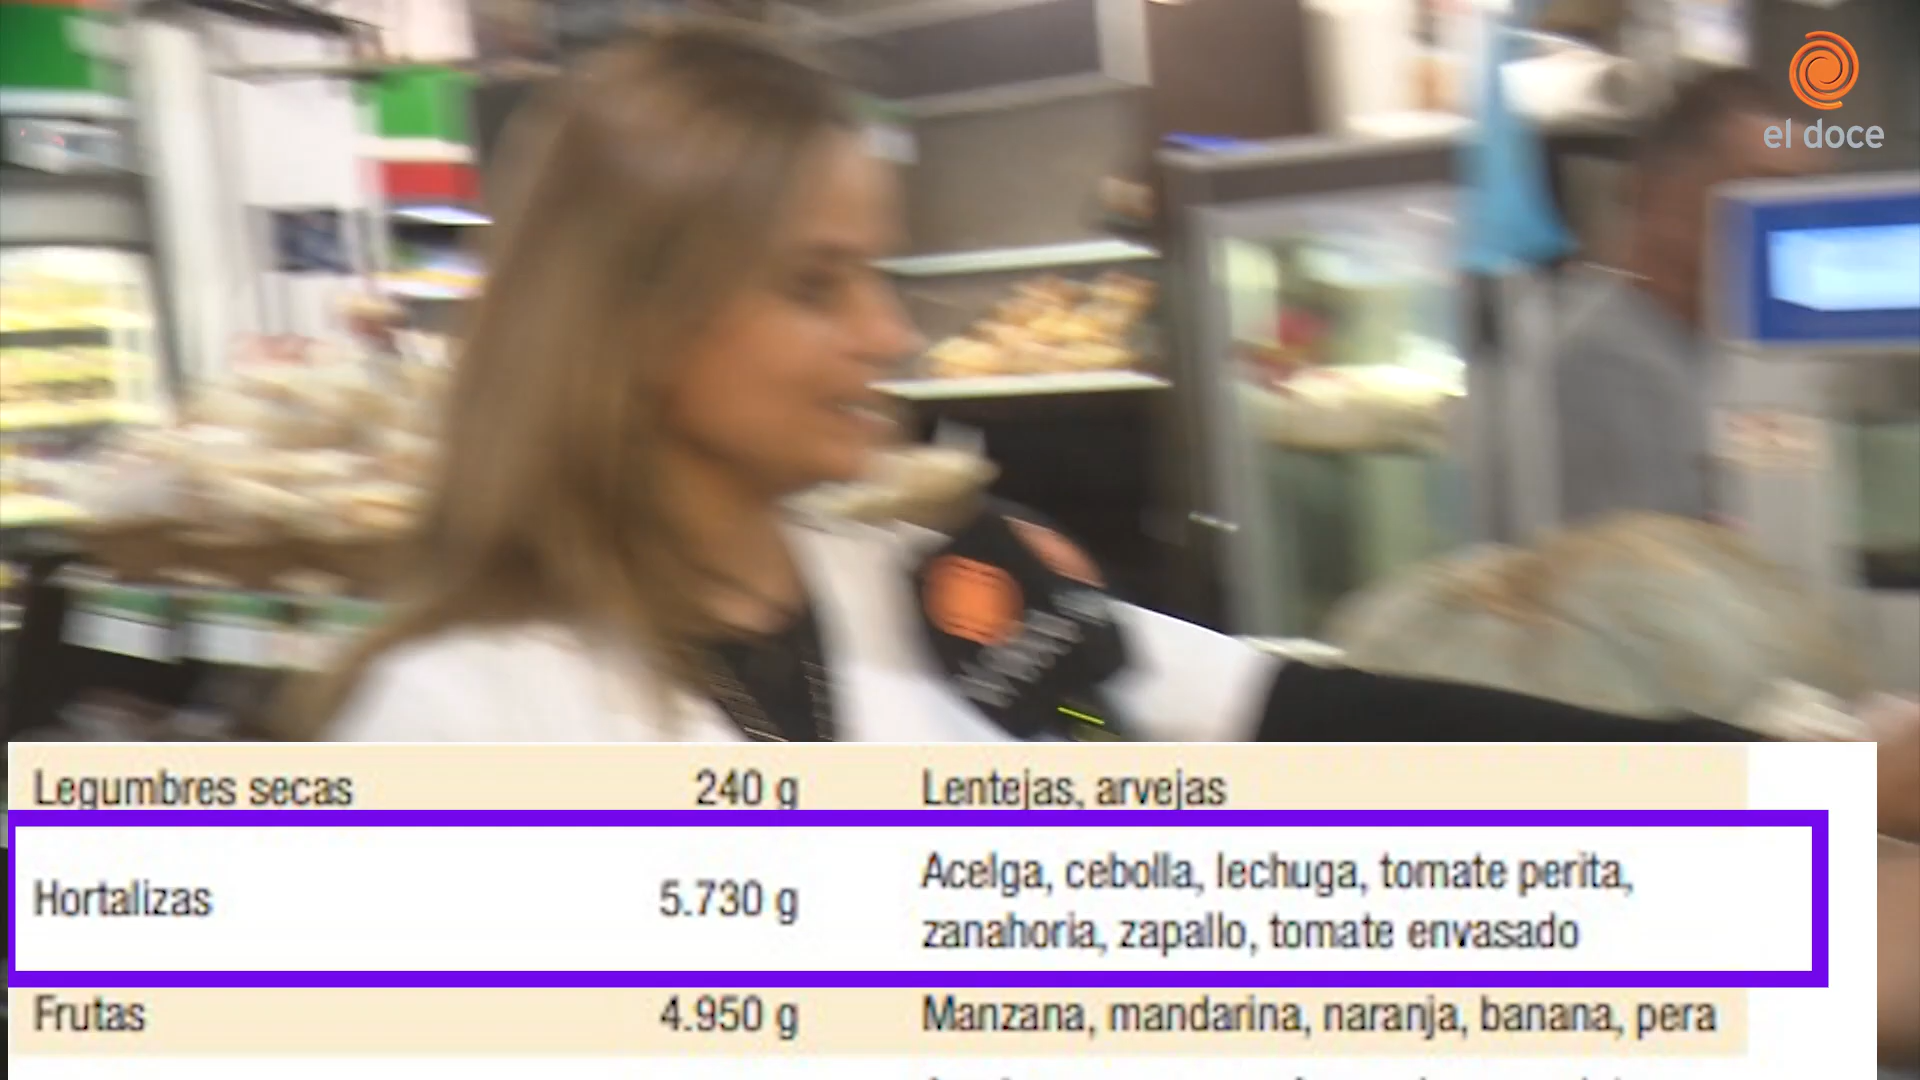 el doce
Legumbres secas 240 g Lentejas, arvejas
Hortalizas 5.730 g Acelga, cebolla, lechuga, tomate perita,
zanahoria, zapallo, tomate envasado
Frutas 4.950 g Manzana, mandarina, naranja, banana, pera